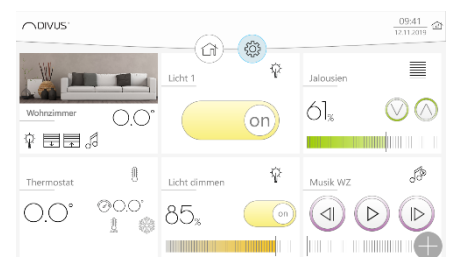 DIVUS
09:41
12.11.2019
Licht 1
Jalousien
on
61%
Wohnzimmer
0.0°
Thermostat
Licht dimmen
Musik WZ
0.0°
0.0°
85%
on